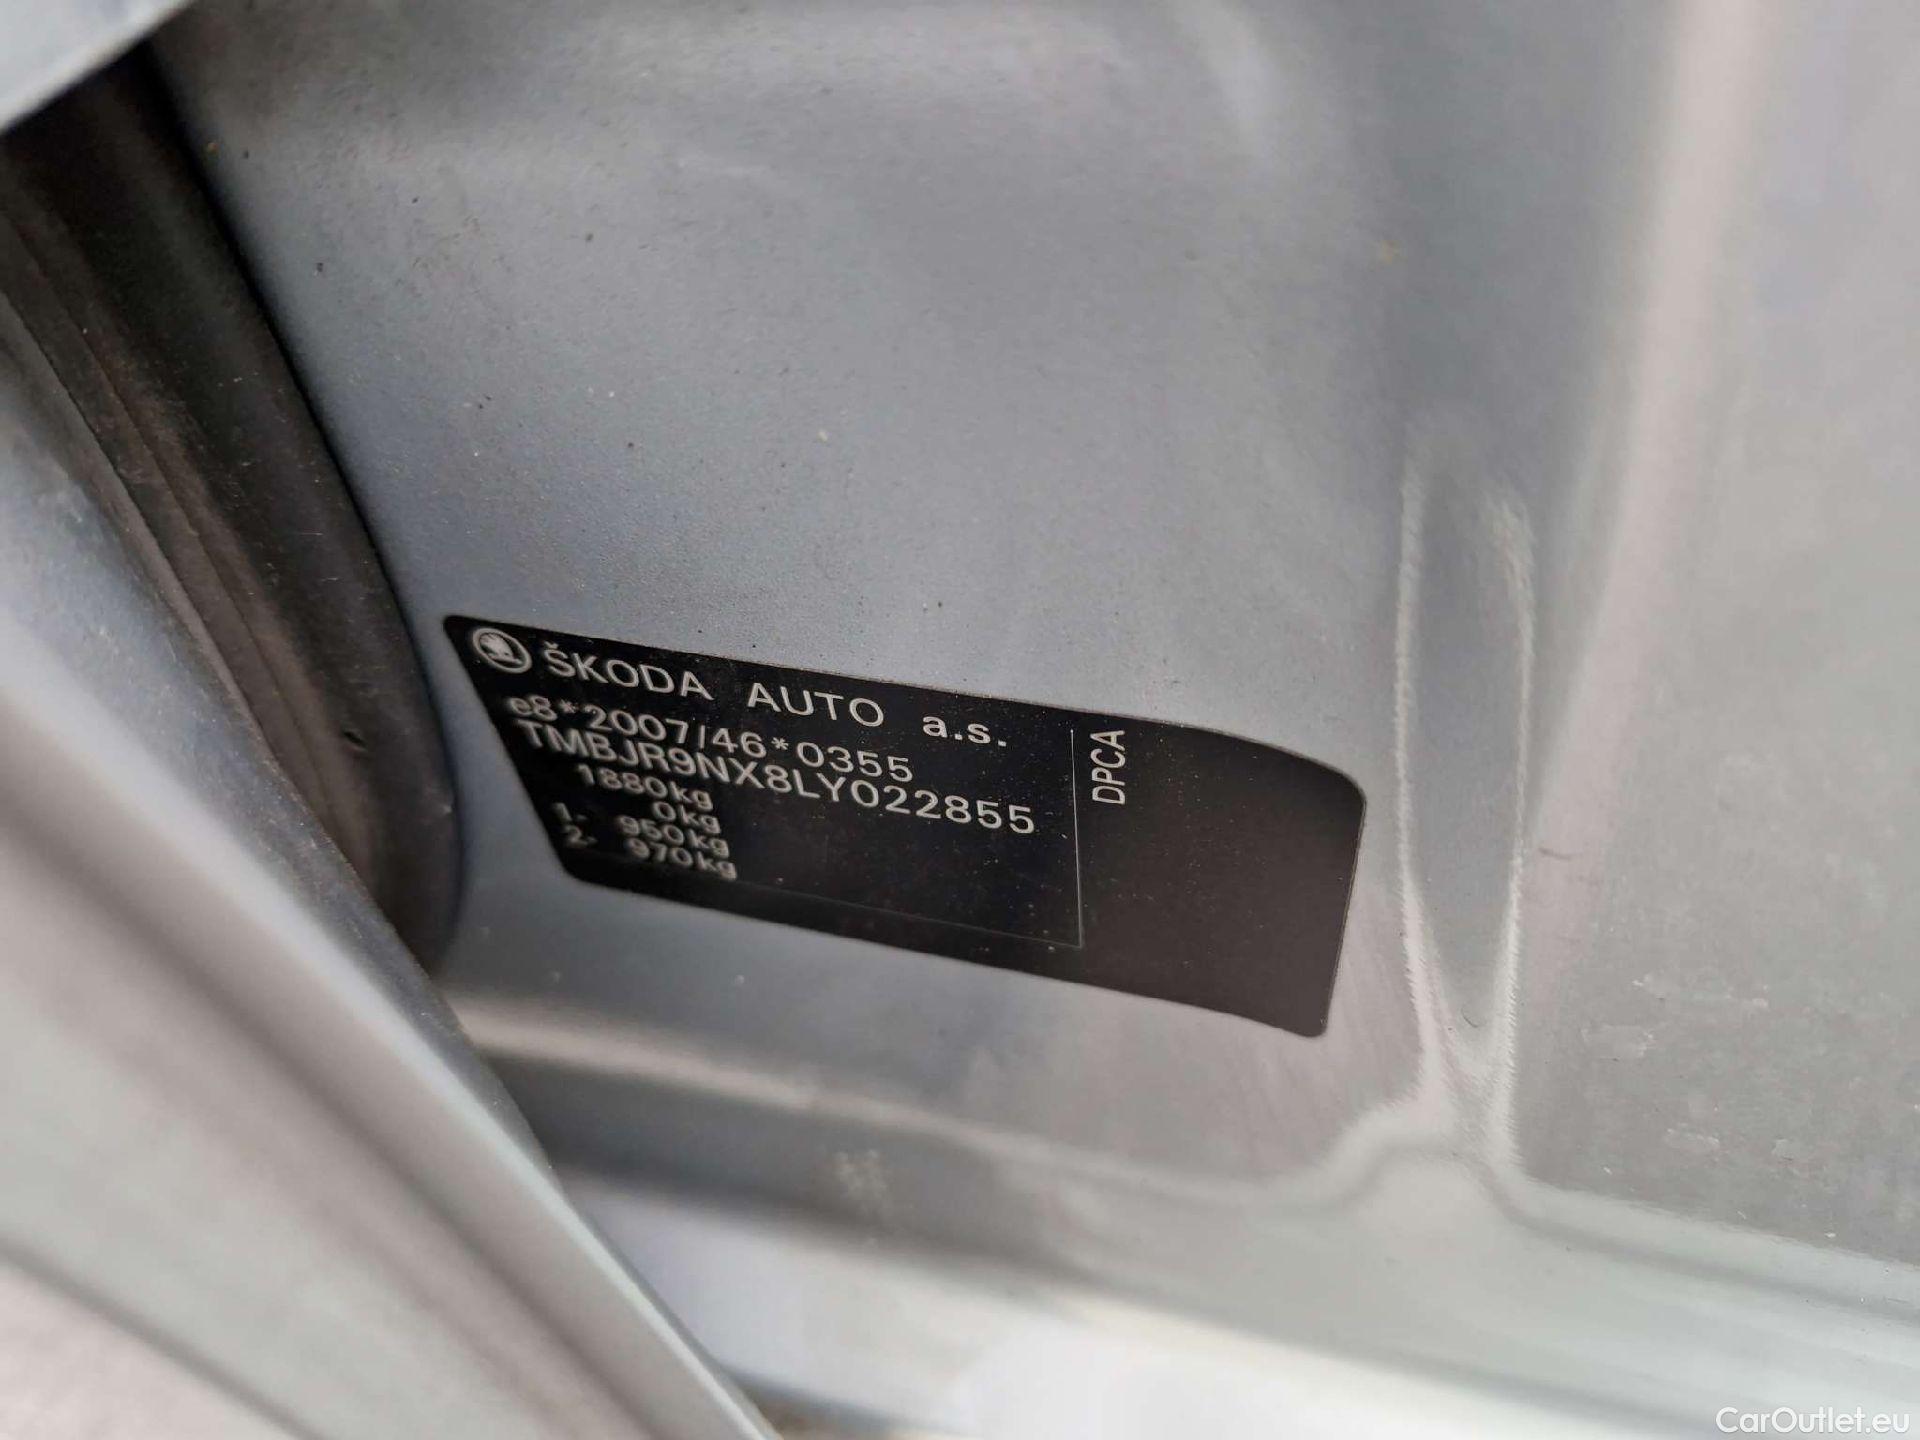 ŠKODA AUTO a.s.
e8*2007/46*0355
TMBJR9NX8LY022855
1880kg
0kg
1- 950kg
2- 970kg
DPCA
CarOutlet.eu